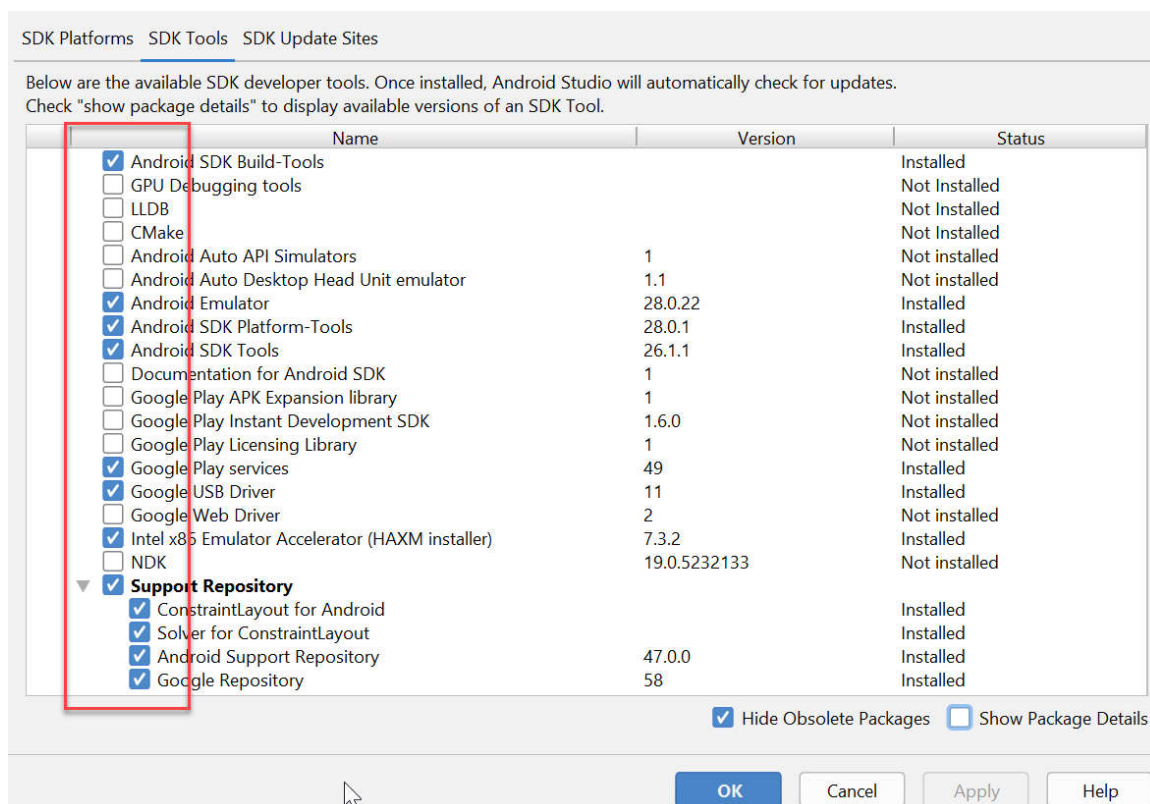 SDK Platforms SDK Tools SDK Update Sites
Below are the available SDK developer tools. Once installed, Android Studio will automatically check for updates.
Check "show package details" to display available versions of an SDK Tool.
Name Version Status
Android SDK Build-Tools Installed
GPU Debugging tools Not Installed
LLDB Not Installed
CMake Not Installed
Android Auto API Simulators 1 Not installed
Android Auto Desktop Head Unit emulator 1.1 Not installed
Android Emulator 28.0.22 Installed
Android SDK Platform-Tools 28.0.1 Installed
Android SDK Tools 26.1.1 Installed
Documentation for Android SDK 1 Not installed
Google Play APK Expansion library 1 Not installed
Google Play Instant Development SDK 1.6.0 Not installed
Google Play Licensing Library 1 Not installed
Google Play services 49 Installed
Google USB Driver 11 Installed
Google Web Driver 2 Not installed
Intel x86 Emulator Accelerator (HAXM installer) 7.3.2 Installed
NDK 19.0.5232133 Not installed
Support Repository
ConstraintLayout for Android Installed
Solver for ConstraintLayout Installed
Android Support Repository 47.0.0 Installed
Google Repository 58 Installed
Hide Obsolete Packages Show Package Details
OK Cancel Apply Help